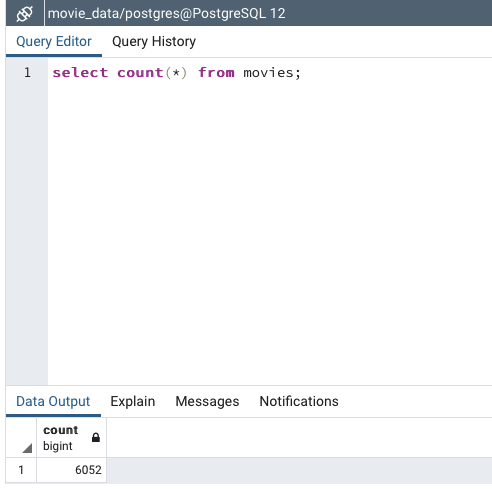 movie_data/postgres@PostgreSQL 12
Query Editor Query History
1 select count(*) from movies;
Data Output Explain Messages Notifications
count
bigint
1 6052